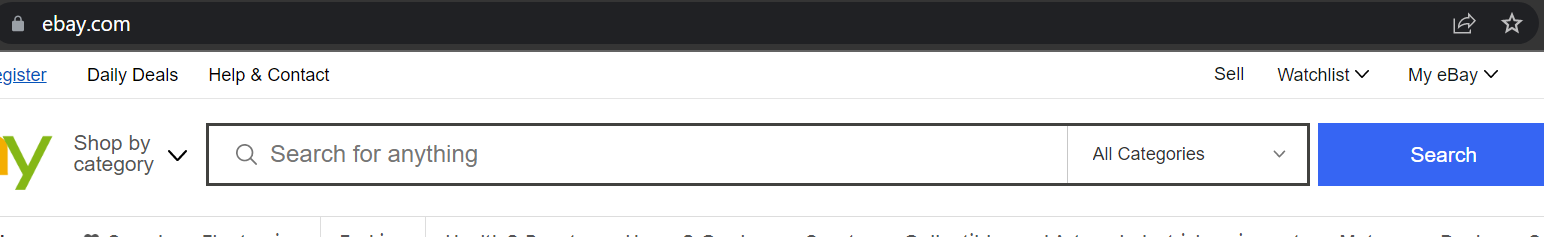 ebay.com
egister Daily Deals Help & Contact Sell Watchlist My eBay
y Shop by
category
Search for anything All Categories Search